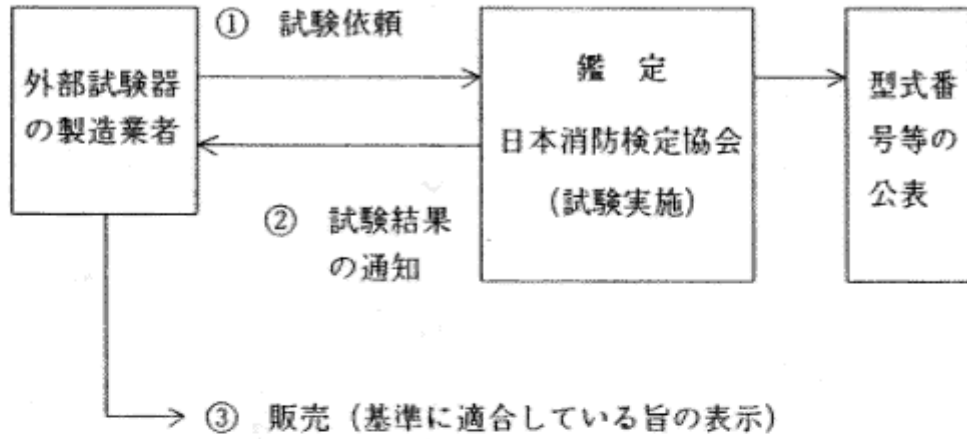 ① 試験依頼
外部試験器
の製造業者
鑑 定
日本消防検定協会
(試験実施)
型式番
号等の
公表
② 試験結果
の通知
③ 販売(基準に適合している旨の表示)